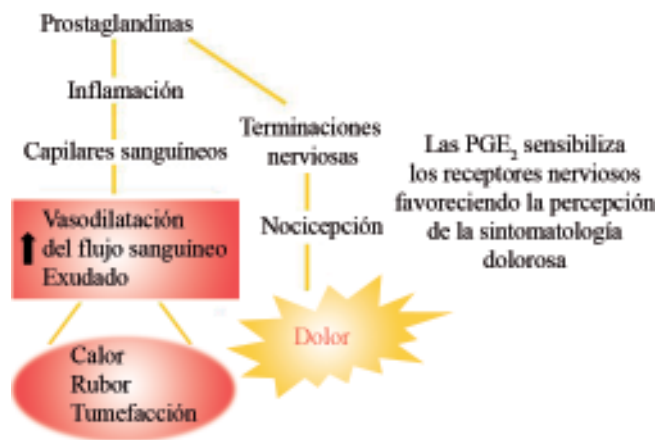 Prostaglandinas
Inflamación
Capilares sanguíneos
Vasodilatación
del flujo sanguíneo
Exudado
Calor
Rubor
Tumefacción
Terminaciones
nerviosas
Nocicepción
Dolor
Las PGE₂ sensibiliza
los receptores nerviosos
favoreciendo la percepción
de la sintomatología
dolorosa